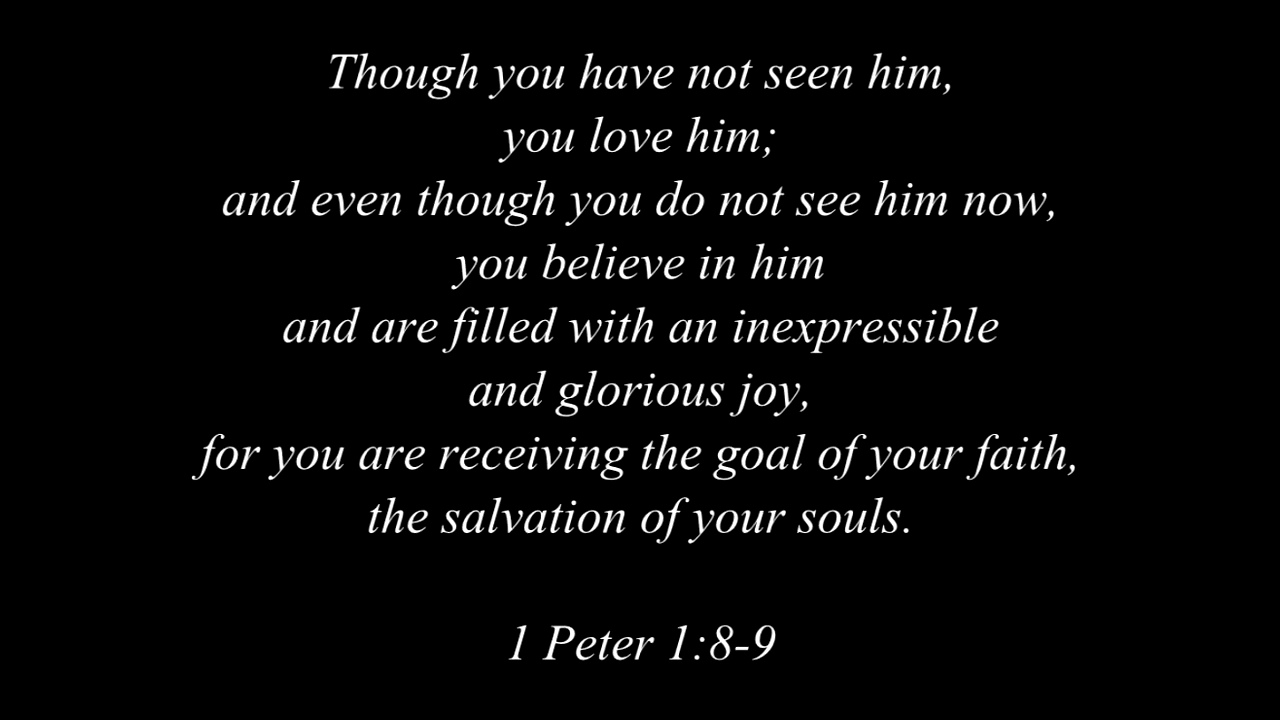 Though you have not seen him,
you love him;
and even though you do not see him now,
you believe in him
and are filled with an inexpressible
and glorious joy,
for you are receiving the goal of your faith,
the salvation of your souls.
1 Peter 1:8-9